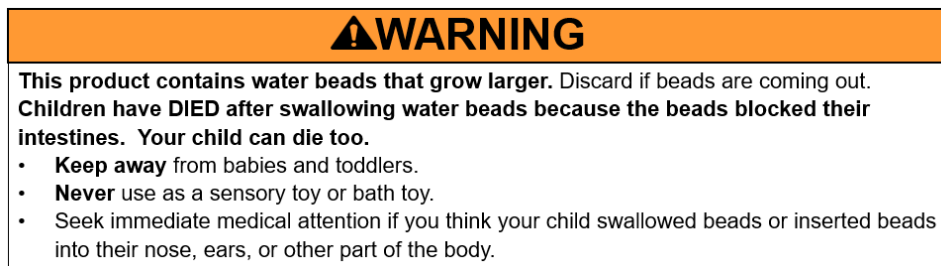 ⚠WARNING
This product contains water beads that grow larger. Discard if beads are coming out.
Children have DIED after swallowing water beads because the beads blocked their
intestines.  Your child can die too.
• Keep away from babies and toddlers.
• Never use as a sensory toy or bath toy.
• Seek immediate medical attention if you think your child swallowed beads or inserted beads
into their nose, ears, or other part of the body.